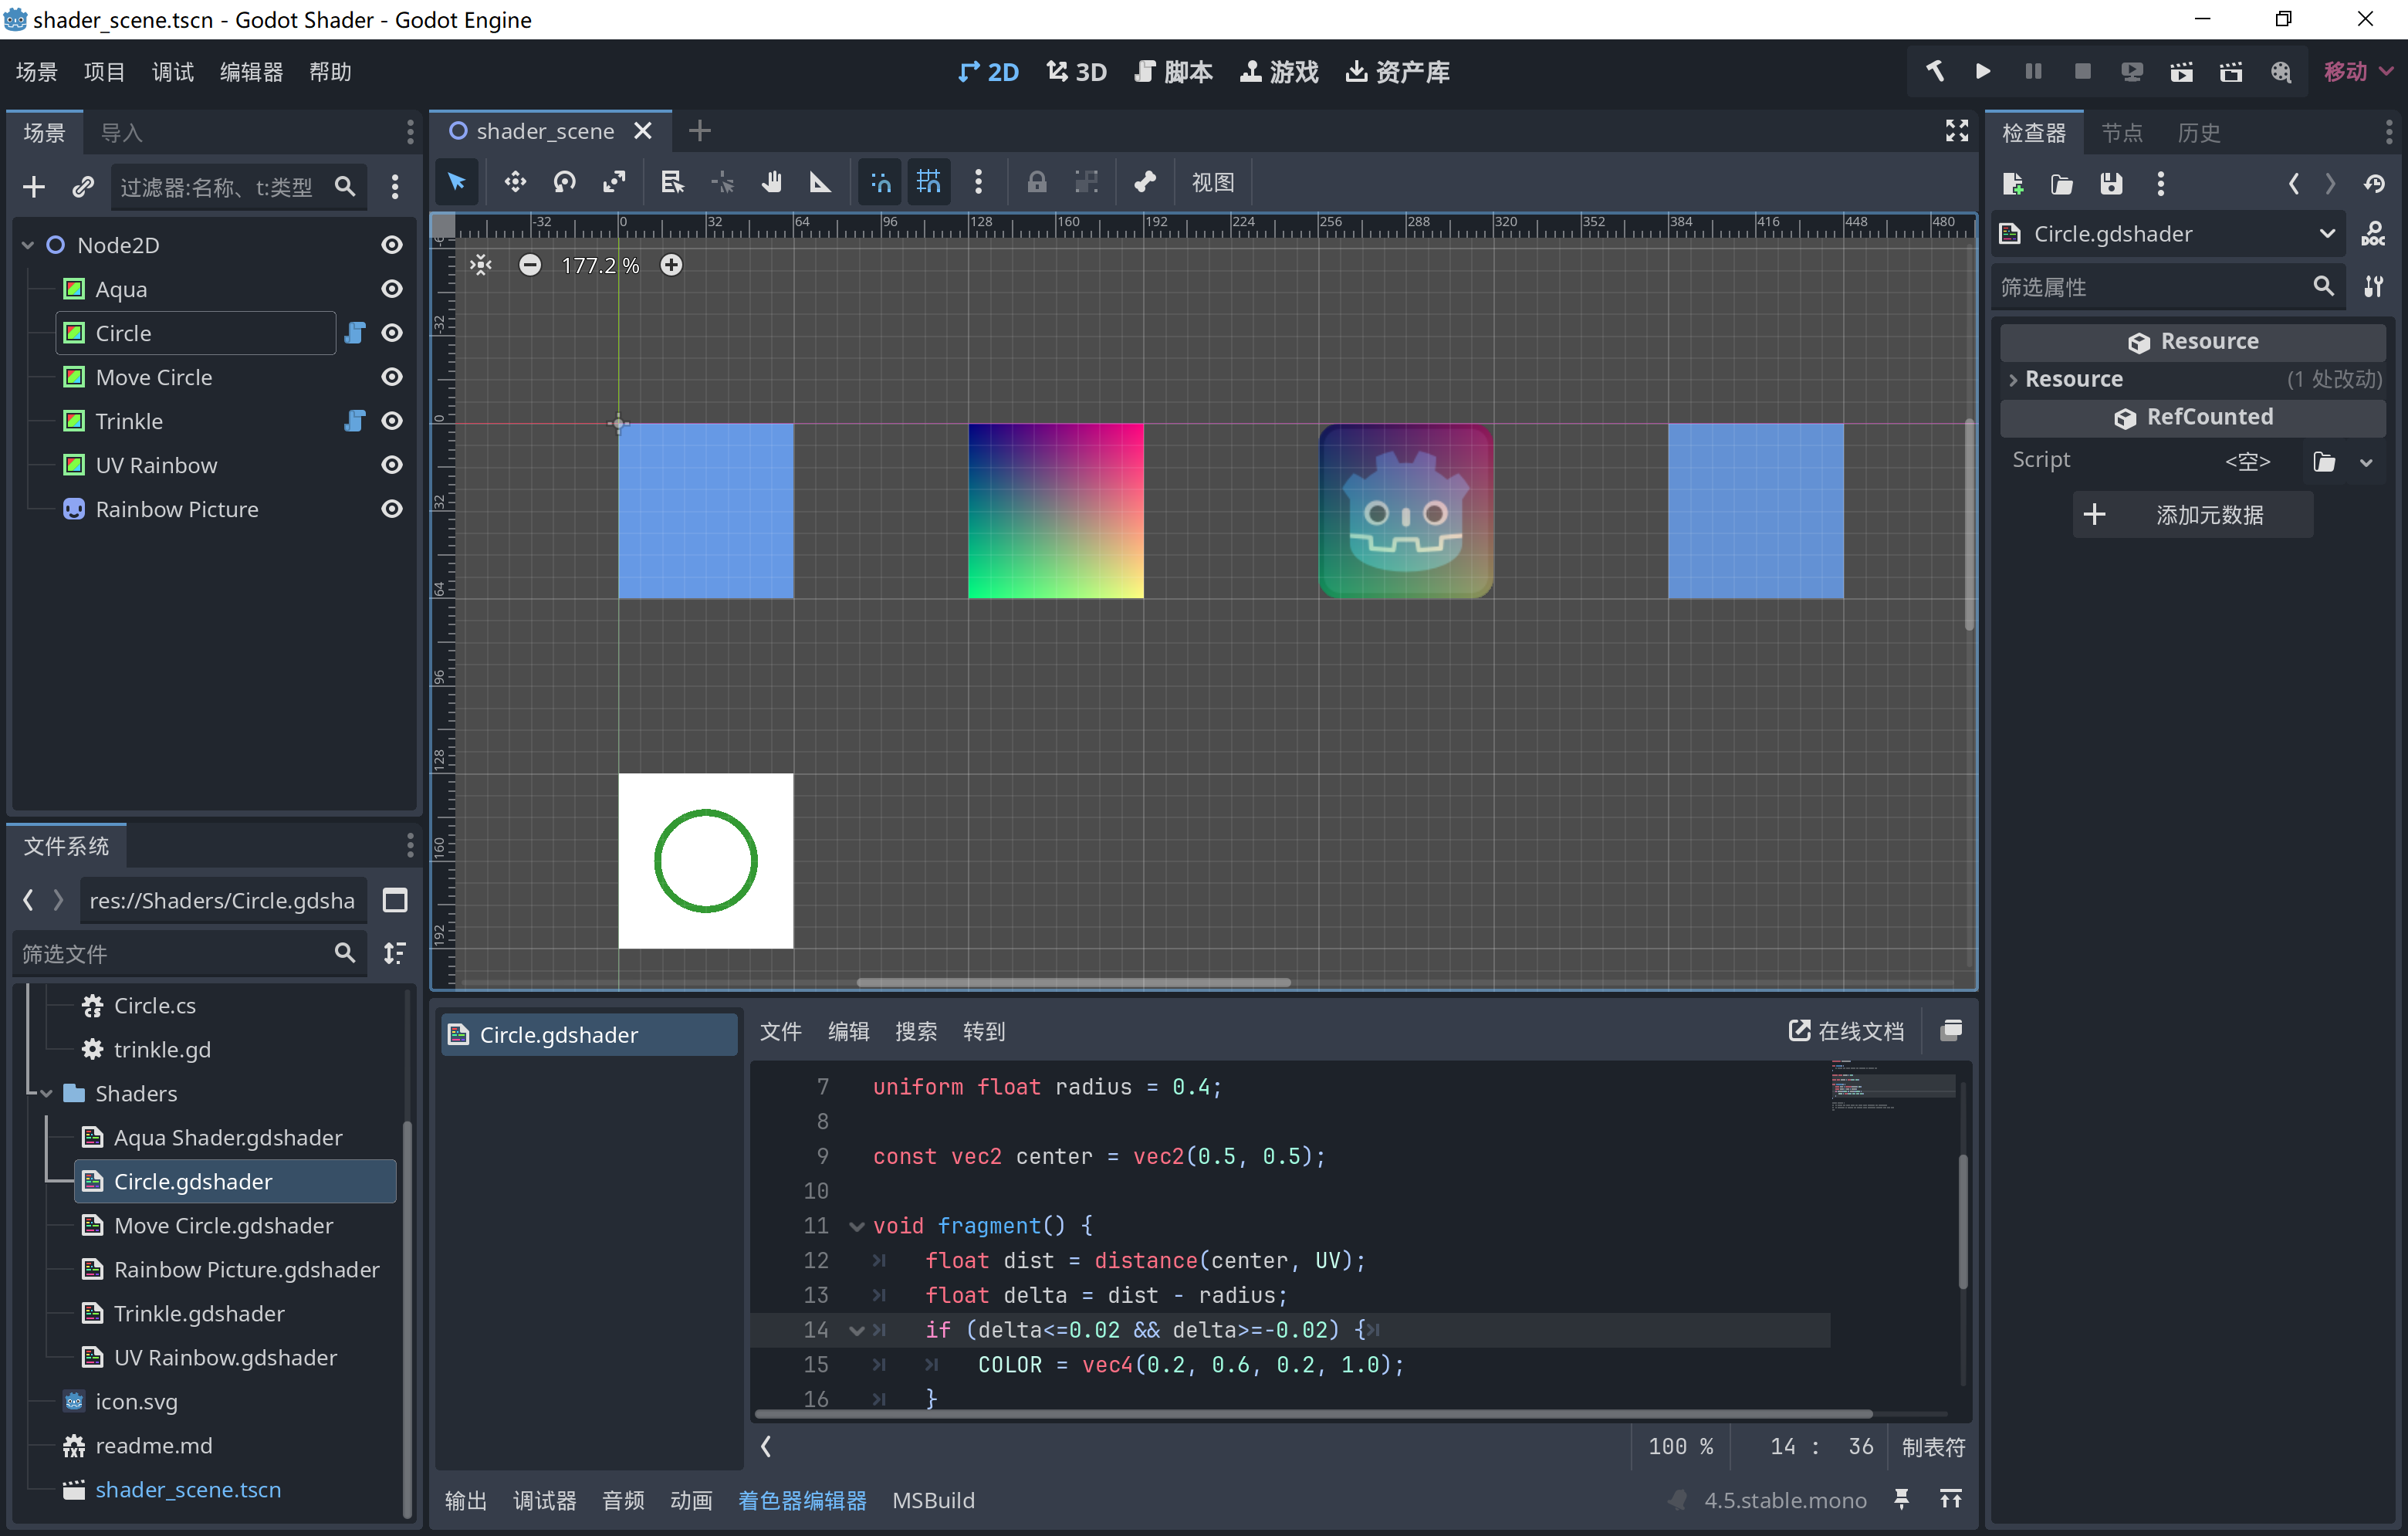 shader_scene.tscn - Godot Shader - Godot Engine
场景 项目 调试 编辑器 帮助
2D 3D 脚本 游戏 资产库
移动
场景 导入
过滤器:名称、t:类型
Node2D
Aqua
Circle
Move Circle
Trinkle
UV Rainbow
Rainbow Picture
文件系统
res://Shaders/Circle.gdsha
筛选文件
Circle.cs
trinkle.gd
Shaders
Aqua Shader.gdshader
Circle.gdshader
Move Circle.gdshader
Rainbow Picture.gdshader
Trinkle.gdshader
UV Rainbow.gdshader
icon.svg
readme.md
shader_scene.tscn
shader_scene
视图
-32 0 32 64 96 128 160 192 224 256 288 320 352 384 416 448 480
177.2 %
-32
0
32
64
96
128
160
192
Circle.gdshader
文件 编辑 搜索 转到
在线文档
7 uniform float radius = 0.4;
8
9 const vec2 center = vec2(0.5, 0.5);
10
11 void fragment() {
12 float dist = distance(center, UV);
13 float delta = dist - radius;
14 if (delta<=0.02 && delta>=-0.02) {
15 COLOR = vec4(0.2, 0.6, 0.2, 1.0);
16 }
100 % 14 : 36 制表符
输出 调试器 音频 动画 着色器编辑器 MSBuild
4.5.stable.mono
检查器 节点 历史
Circle.gdshader
DOC
筛选属性
Resource
Resource (1 处改动)
RefCounted
Script <空>
添加元数据